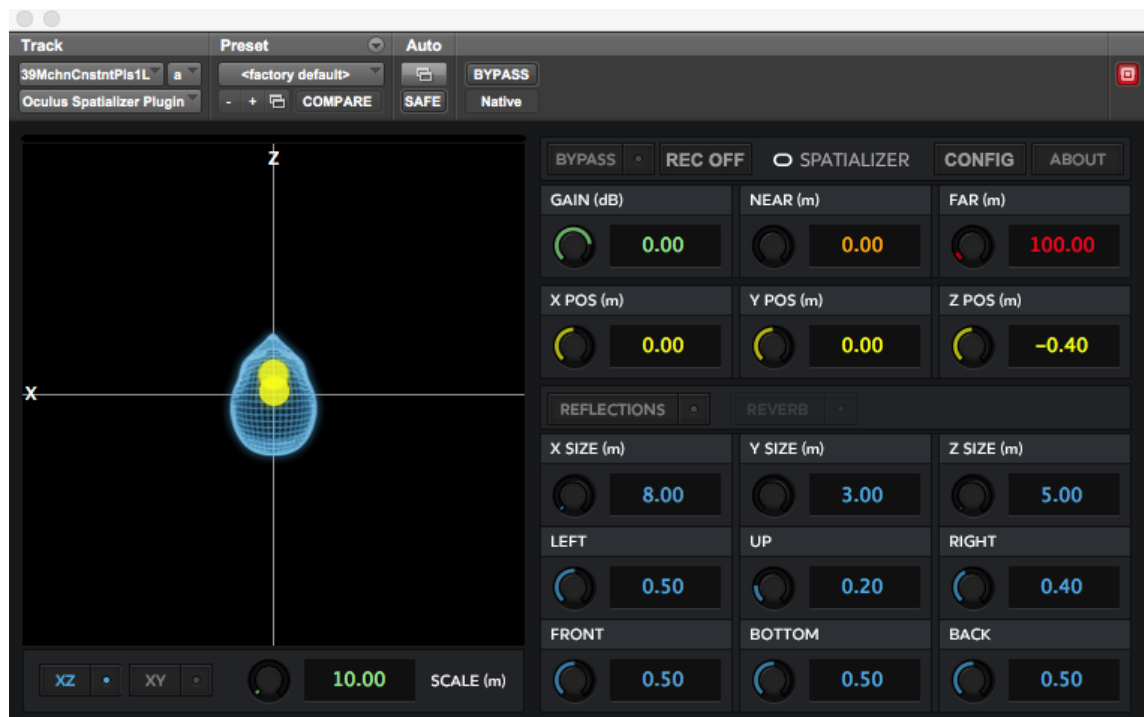 Track Preset Auto
39MchnCnstntPls1L a <factory default> BYPASS
Oculus Spatializer Plugin - + COMPARE SAFE Native
Z
X
BYPASS REC OFF SPATIALIZER CONFIG ABOUT
GAIN (dB) NEAR (m) FAR (m)
0.00 0.00 100.00
X POS (m) Y POS (m) Z POS (m)
0.00 0.00 -0.40
REFLECTIONS REVERB
X SIZE (m) Y SIZE (m) Z SIZE (m)
8.00 3.00 5.00
LEFT UP RIGHT
0.50 0.20 0.40
FRONT BOTTOM BACK
0.50 0.50 0.50
XZ XY 10.00 SCALE (m)